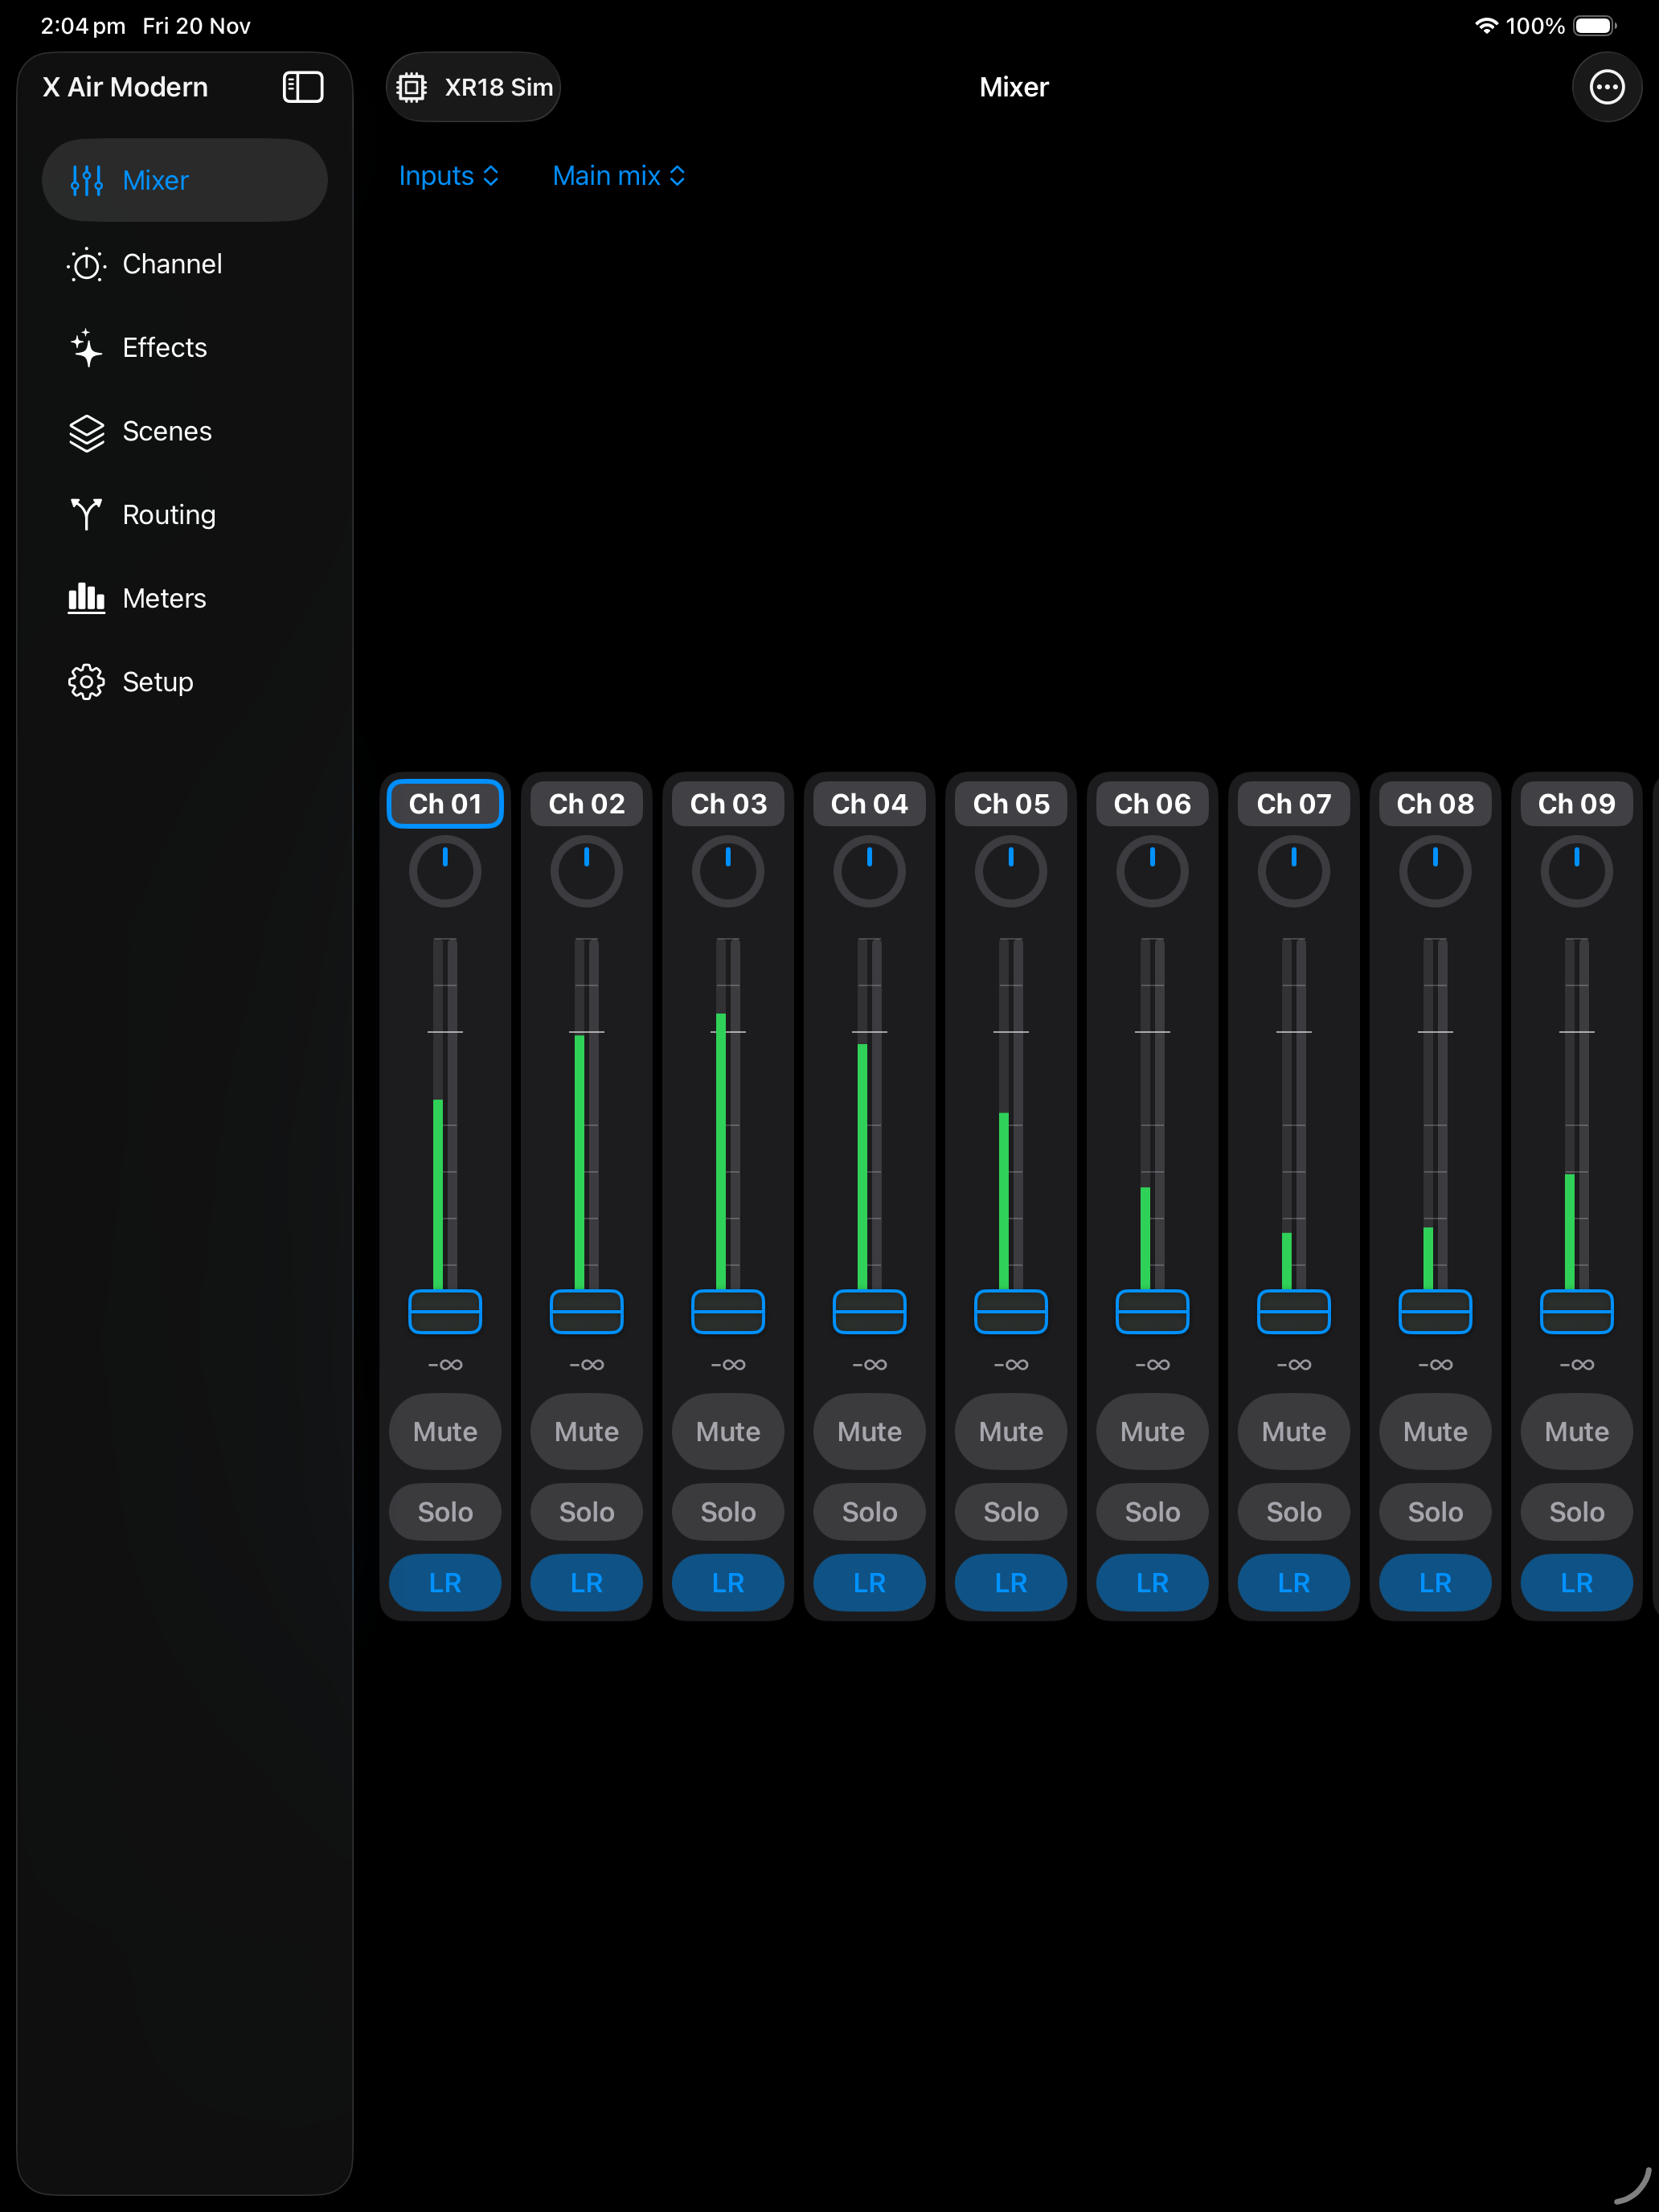 2:04 pm Fri 20 Nov
100%
X Air Modern
XR18 Sim
Mixer
Inputs
Main mix
Mixer
Channel
Effects
Scenes
Routing
Meters
Setup
Ch 01 Ch 02 Ch 03 Ch 04 Ch 05 Ch 06 Ch 07 Ch 08 Ch 09
-∞ -∞ -∞ -∞ -∞ -∞ -∞ -∞ -∞
Mute Mute Mute Mute Mute Mute Mute Mute Mute
Solo Solo Solo Solo Solo Solo Solo Solo Solo
LR LR LR LR LR LR LR LR LR